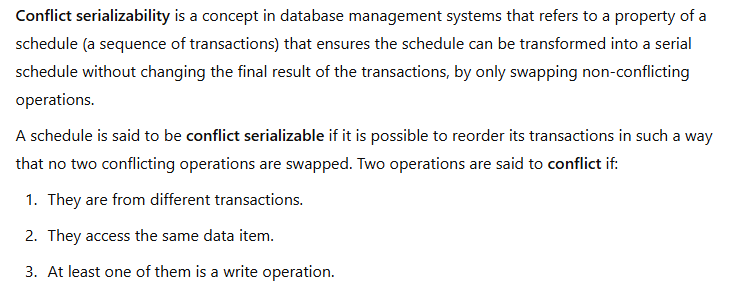 Conflict serializability is a concept in database management systems that refers to a property of a
schedule (a sequence of transactions) that ensures the schedule can be transformed into a serial
schedule without changing the final result of the transactions, by only swapping non-conflicting
operations.
A schedule is said to be conflict serializable if it is possible to reorder its transactions in such a way
that no two conflicting operations are swapped. Two operations are said to conflict if:
1. They are from different transactions.
2. They access the same data item.
3. At least one of them is a write operation.